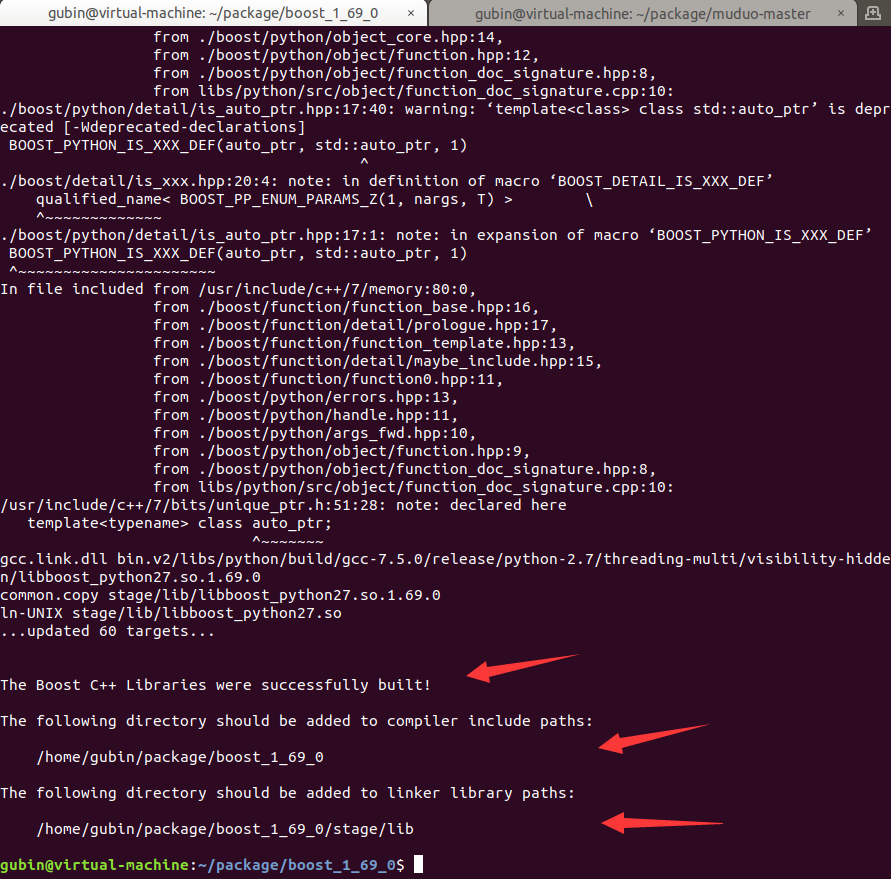 gubin@virtual-machine: ~/package/boost_1_69_0 × gubin@virtual-machine: ~/package/muduo-master ×
                 from ./boost/python/object_core.hpp:14,
                 from ./boost/python/object/function.hpp:12,
                 from ./boost/python/object/function_doc_signature.hpp:8,
                 from libs/python/src/object/function_doc_signature.cpp:10:
./boost/python/detail/is_auto_ptr.hpp:17:40: warning: ‘template<class> class std::auto_ptr’ is depr
ecated [-Wdeprecated-declarations]
 BOOST_PYTHON_IS_XXX_DEF(auto_ptr, std::auto_ptr, 1)
                                        ^
./boost/detail/is_xxx.hpp:20:4: note: in definition of macro ‘BOOST_DETAIL_IS_XXX_DEF’
    qualified_name< BOOST_PP_ENUM_PARAMS_Z(1, nargs, T) >        \
    ^~~~~~~~~~~~~~
./boost/python/detail/is_auto_ptr.hpp:17:1: note: in expansion of macro ‘BOOST_PYTHON_IS_XXX_DEF’
 BOOST_PYTHON_IS_XXX_DEF(auto_ptr, std::auto_ptr, 1)
 ^~~~~~~~~~~~~~~~~~~~~~~
In file included from /usr/include/c++/7/memory:80:0,
                 from ./boost/function/function_base.hpp:16,
                 from ./boost/function/detail/prologue.hpp:17,
                 from ./boost/function/function_template.hpp:13,
                 from ./boost/function/detail/maybe_include.hpp:15,
                 from ./boost/function/function0.hpp:11,
                 from ./boost/python/errors.hpp:13,
                 from ./boost/python/handle.hpp:11,
                 from ./boost/python/args_fwd.hpp:10,
                 from ./boost/python/object/function.hpp:9,
                 from ./boost/python/object/function_doc_signature.hpp:8,
                 from libs/python/src/object/function_doc_signature.cpp:10:
/usr/include/c++/7/bits/unique_ptr.h:51:28: note: declared here
   template<typename> class auto_ptr;
                            ^~~~~~~~
gcc.link.dll bin.v2/libs/python/build/gcc-7.5.0/release/python-2.7/threading-multi/visibility-hidde
n/libboost_python27.so.1.69.0
common.copy stage/lib/libboost_python27.so.1.69.0
ln-UNIX stage/lib/libboost_python27.so
...updated 60 targets...
The Boost C++ Libraries were successfully built!
The following directory should be added to compiler include paths:
    /home/gubin/package/boost_1_69_0
The following directory should be added to linker library paths:
    /home/gubin/package/boost_1_69_0/stage/lib
gubin@virtual-machine:~/package/boost_1_69_0$